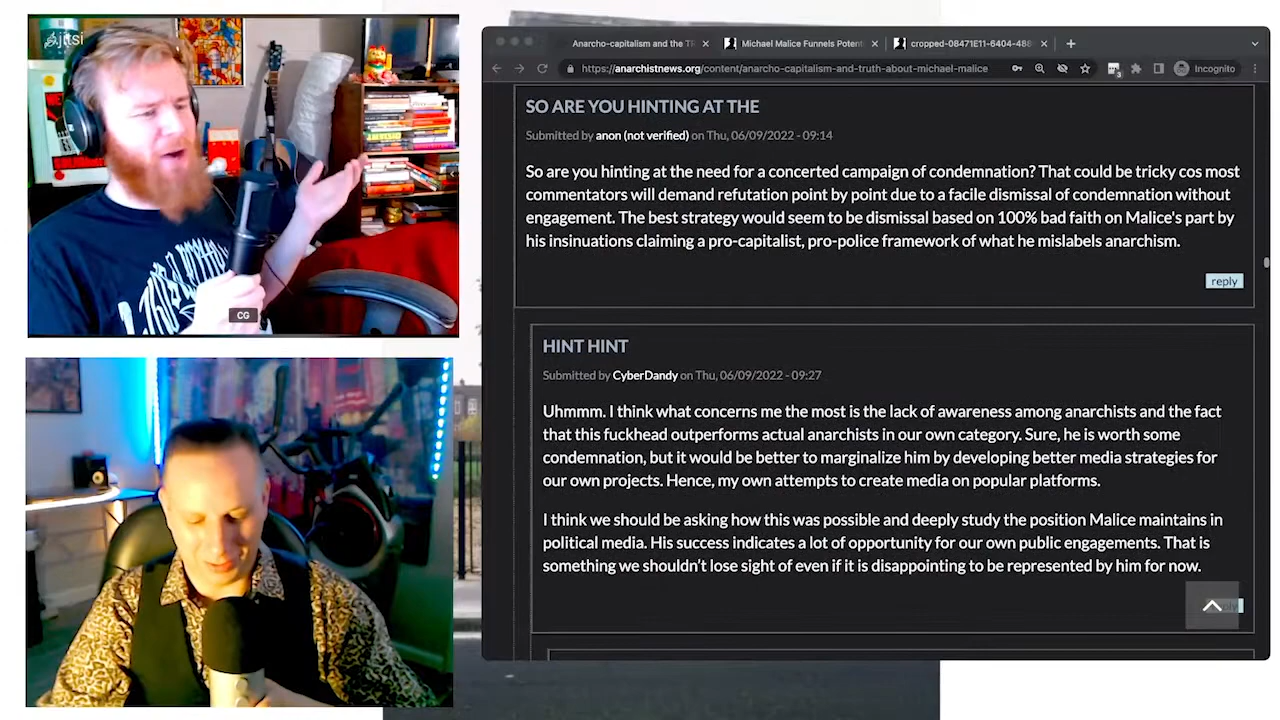 jitsi
CG
Anarcho-capitalism and the TR
Michael Malice Funnels Potent
cropped-08471E11-6404-488
https://anarchistnews.org/content/anarcho-capitalism-and-truth-about-michael-malice
Incognito
SO ARE YOU HINTING AT THE
Submitted by anon (not verified) on Thu, 06/09/2022 - 09:14
So are you hinting at the need for a concerted campaign of condemnation? That could be tricky cos most
commentators will demand refutation point by point due to a facile dismissal of condemnation without
engagement. The best strategy would seem to be dismissal based on 100% bad faith on Malice's part by
his insinuations claiming a pro-capitalist, pro-police framework of what he mislabels anarchism.
reply
HINT HINT
Submitted by CyberDandy on Thu, 06/09/2022 - 09:27
Uhmmm. I think what concerns me the most is the lack of awareness among anarchists and the fact
that this fuckhead outperforms actual anarchists in our own category. Sure, he is worth some
condemnation, but it would be better to marginalize him by developing better media strategies for
our own projects. Hence, my own attempts to create media on popular platforms.
I think we should be asking how this was possible and deeply study the position Malice maintains in
political media. His success indicates a lot of opportunity for our own public engagements. That is
something we shouldn't lose sight of even if it is disappointing to be represented by him for now.